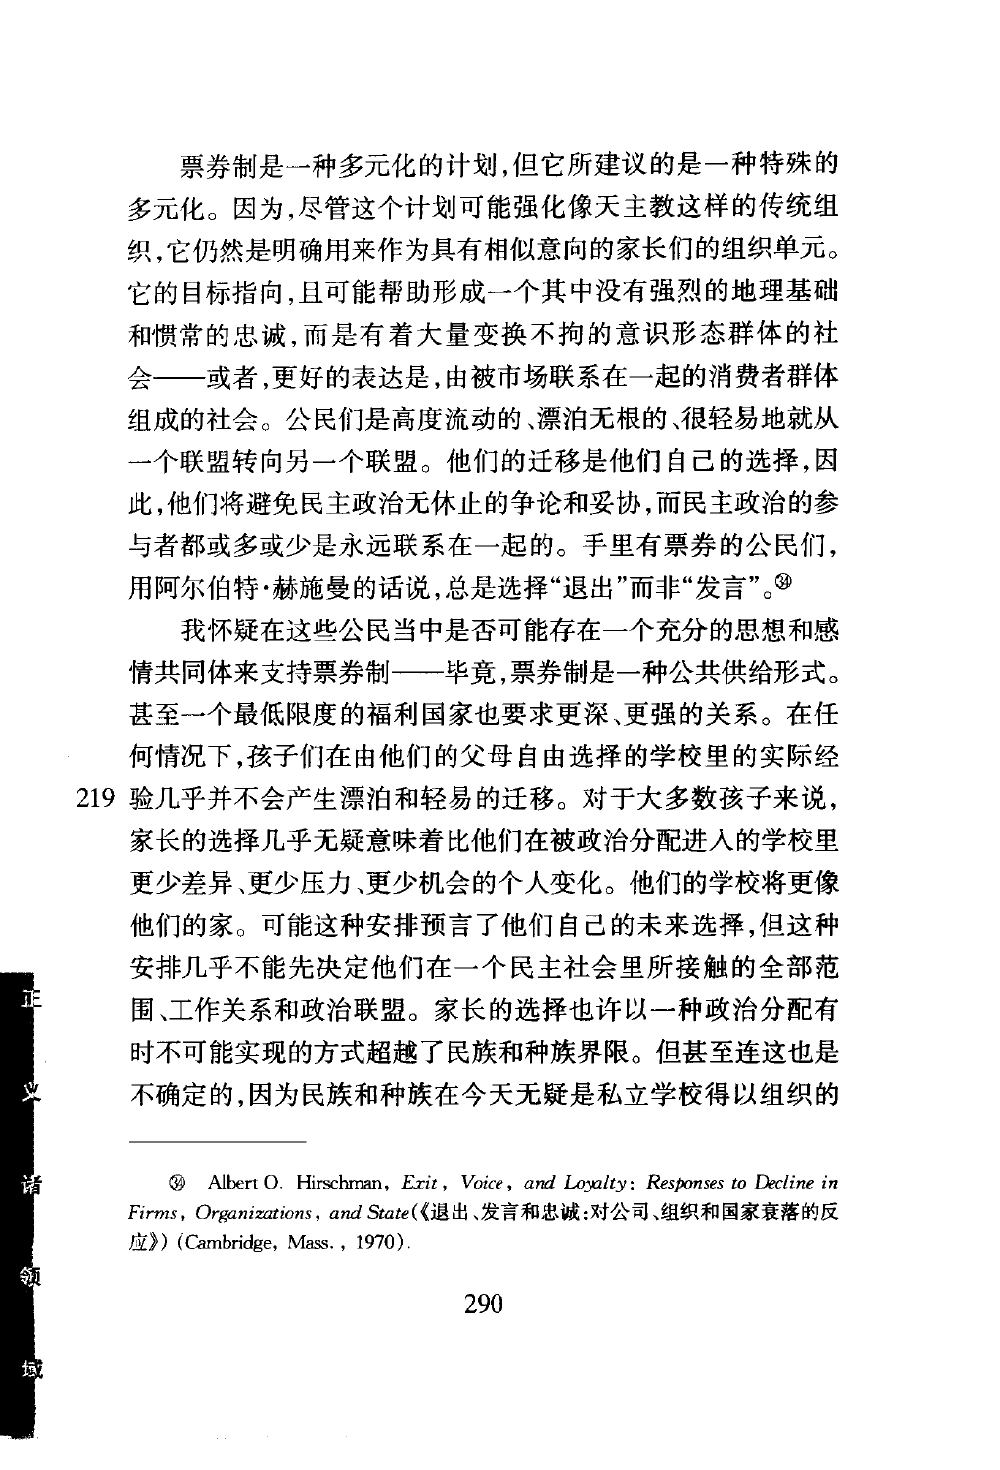 票券制是一种多元化的计划,但它所建议的是一种特殊的
多元化。因为,尽管这个计划可能强化像天主教这样的传统组
织,它仍然是明确用来作为具有相似意向的家长们的组织单元。
它的目标指向,且可能帮助形成一个其中没有强烈的地理基础
和惯常的忠诚,而是有着大量变换不拘的意识形态群体的社
会——或者,更好的表达是,由被市场联系在一起的消费者群体
组成的社会。公民们是高度流动的、漂泊无根的、很轻易地就从
一个联盟转向另一个联盟。他们的迁移是他们自己的选择,因
此,他们将避免民主政治无休止的争论和妥协,而民主政治的参
与者都或多或少是永远联系在一起的。手里有票券的公民们,
用阿尔伯特·赫施曼的话说,总是选择“退出”而非“发言”。㉞
我怀疑在这些公民当中是否可能存在一个充分的思想和感
情共同体来支持票券制——毕竟,票券制是一种公共供给形式。
甚至一个最低限度的福利国家也要求更深、更强的关系。在任
何情况下,孩子们在由他们的父母自由选择的学校里的实际经
219 验几乎并不会产生漂泊和轻易的迁移。对于大多数孩子来说,
家长的选择几乎无疑意味着比他们在被政治分配进入的学校里
更少差异、更少压力、更少机会的个人变化。他们的学校将更像
他们的家。可能这种安排预言了他们自己的未来选择,但这种
安排几乎不能先决定他们在一个民主社会里所接触的全部范
围、工作关系和政治联盟。家长的选择也许以一种政治分配有
时不可能实现的方式超越了民族和种族界限。但甚至连这也是
不确定的,因为民族和种族在今天无疑是私立学校得以组织的
㉞ Albert O. Hirschman, Exit, Voice, and Loyalty: Responses to Decline in
Firms, Organizations, and State(《退出、发言和忠诚:对公司、组织和国家衰落的反
应》) (Cambridge, Mass., 1970).
290
正
义
诸
领
域